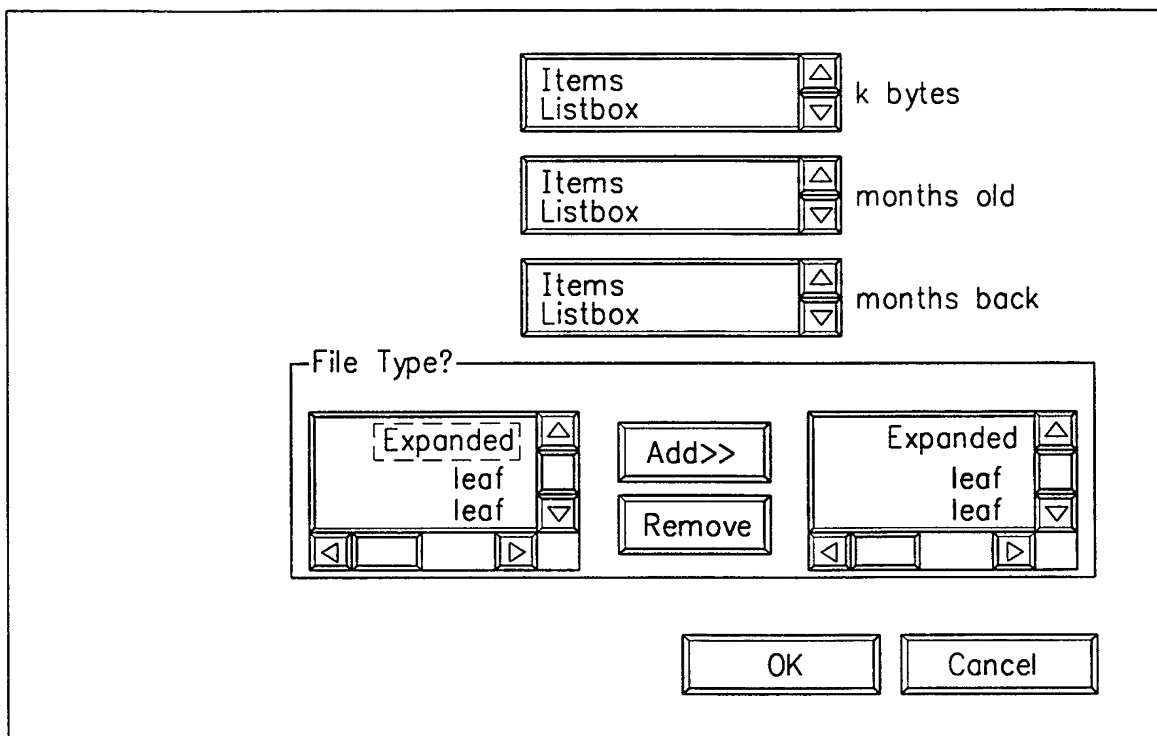 Items
Listbox
k bytes
Items
Listbox
months old
Items
Listbox
months back
File Type?
Expanded
leaf
leaf
Add>>
Remove
Expanded
leaf
leaf
OK
Cancel